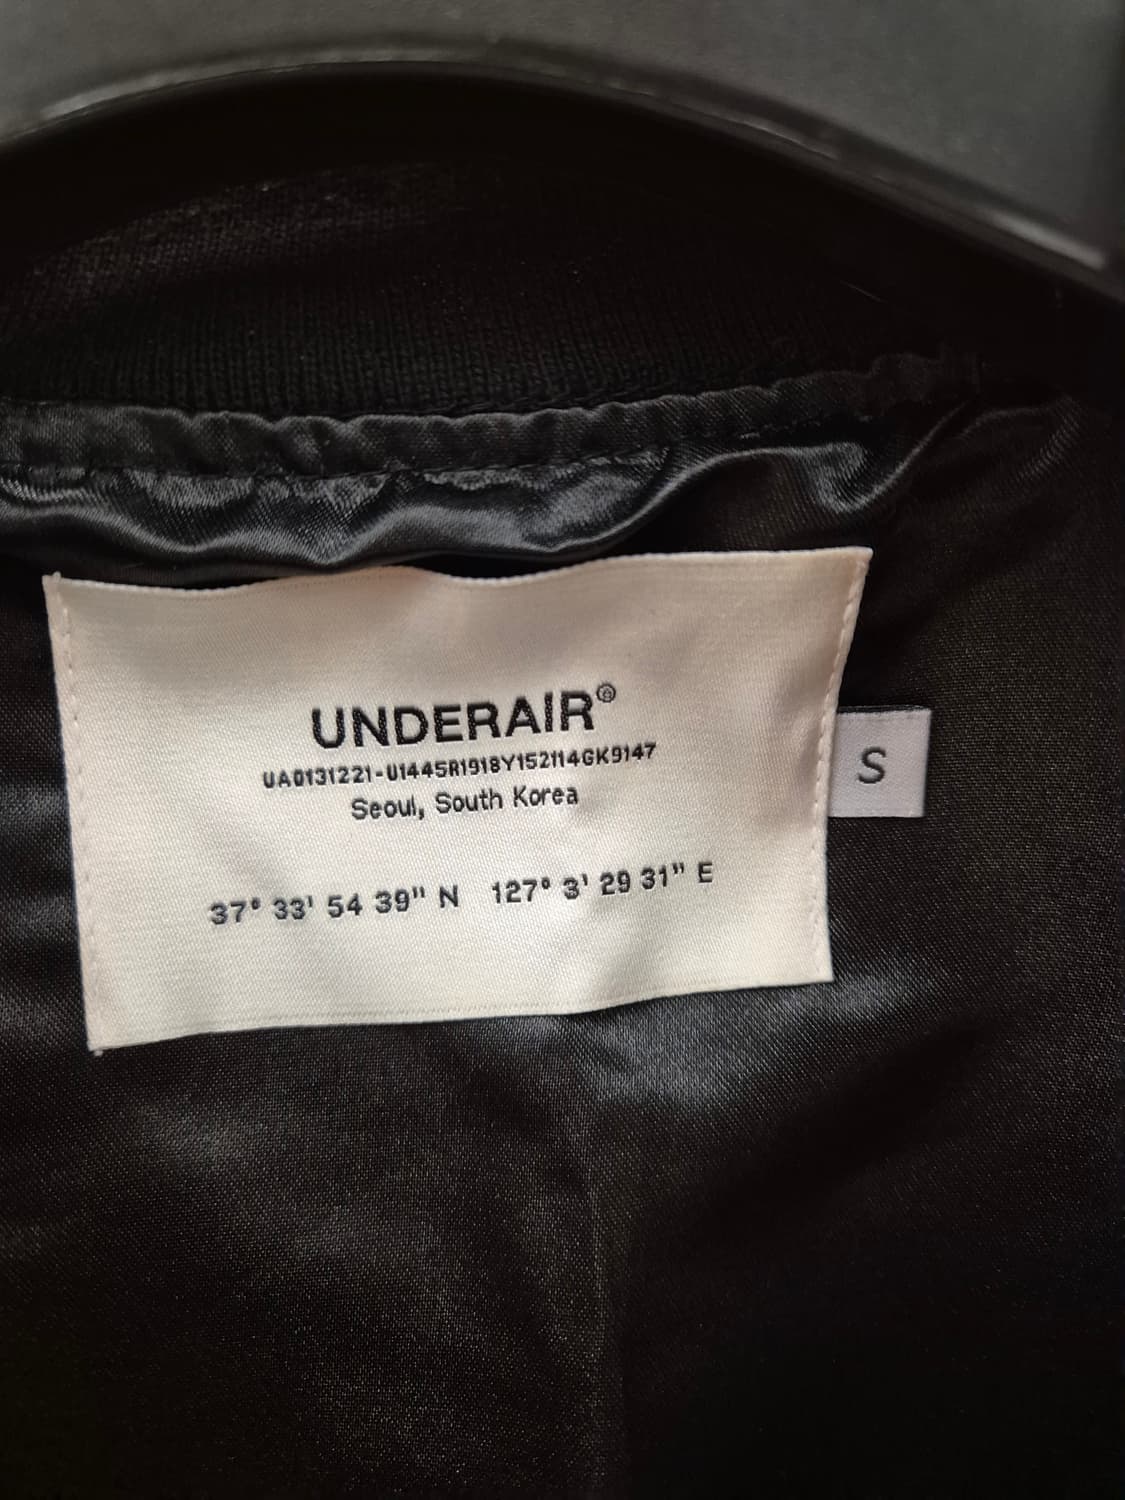 UNDERAIR®
UA0131221-U1445R1918Y152114GK9147
Seoul, South Korea
37° 33' 54 39" N 127° 3' 29 31" E
S